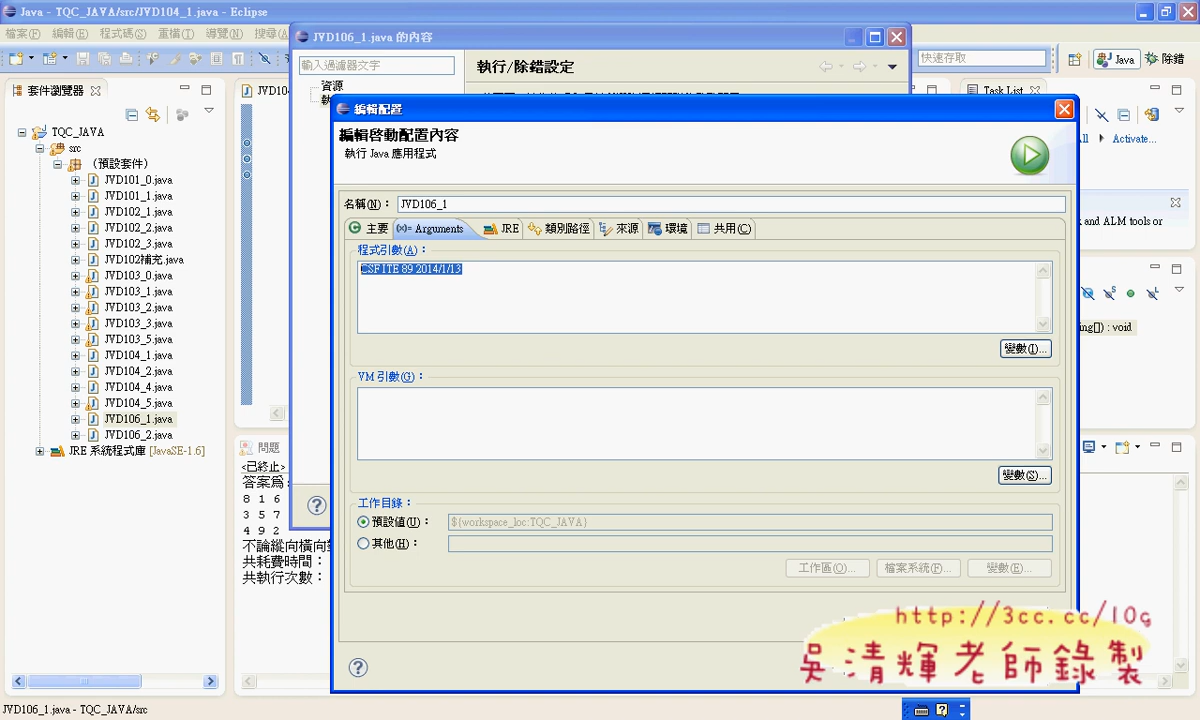 Java - TQC_JAVA/src/JVD104_1.java - Eclipse
檔案(F) 編輯(E) 程式碼(S) 重構(T) 導覽(N) 搜尋(A)
JVD106_1.java 的內容
輸入過濾器文字
資源
執行/除錯設定
快速存取
Java
除錯
套件瀏覽器
TQC_JAVA
src
(預設套件)
JVD101_0.java
JVD101_1.java
JVD102_1.java
JVD102_2.java
JVD102_3.java
JVD102補充.java
JVD103_0.java
JVD103_1.java
JVD103_2.java
JVD103_3.java
JVD103_5.java
JVD104_1.java
JVD104_2.java
JVD104_4.java
JVD104_5.java
JVD106_1.java
JVD106_2.java
JRE 系統程式庫 [JavaSE-1.6]
JVD104
編輯配置
編輯啓動配置內容
執行 Java 應用程式
名稱(N): JVD106_1
主要 (x)= Arguments JRE 類別路徑 來源 環境 共用(C)
程式引數(A):
CSF ITE 89 2014/1/13
變數(I)...
VM 引數(G):
變數(S)...
工作目錄:
預設值(U): ${workspace_loc:TQC_JAVA}
其他(H):
工作區(O)... 檔案系統(F)... 變數(E)...
Task List
All Activate...
k and ALM tools or
ing[]) : void
問題
<已終止>
答案爲:
8 1 6
3 5 7
4 9 2
不論縱向橫向
共耗費時間:
共執行次數:
http://3cc.cc/10g
吳清輝老師錄製
JVD106_1.java - TQC_JAVA/src